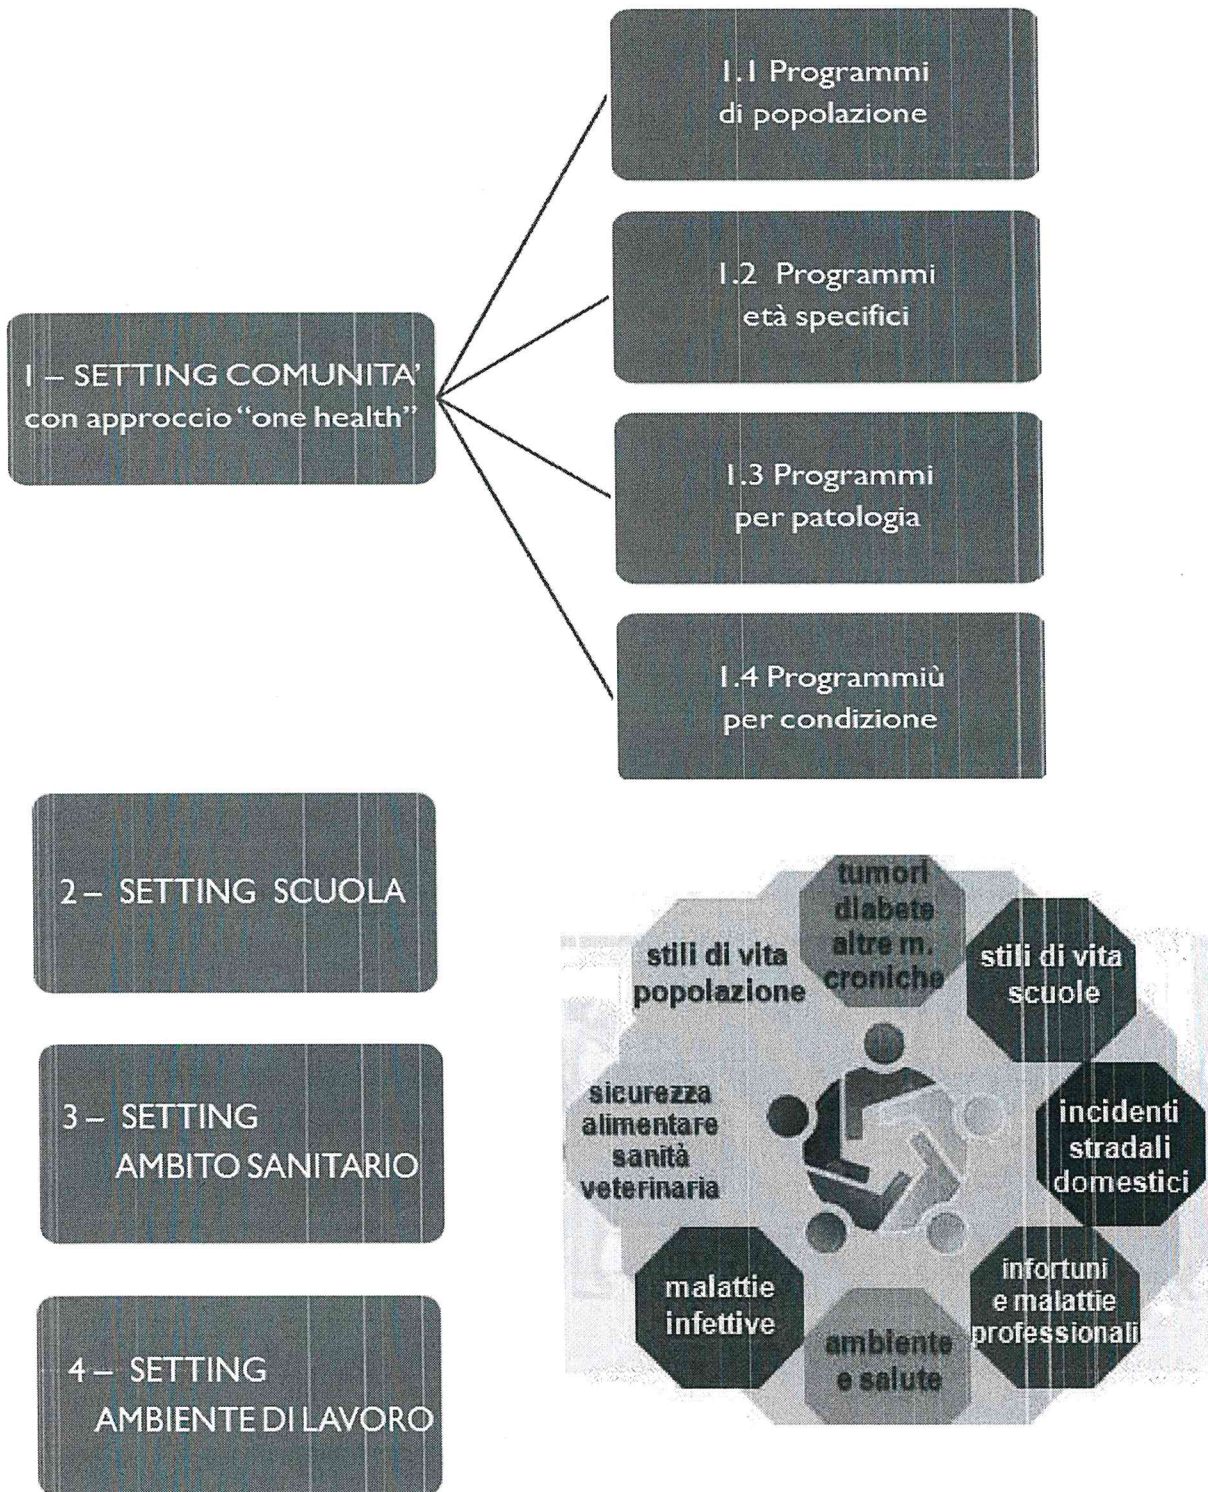 1.1 Programmi
di popolazione
1.2 Programmi
età specifici
1 – SETTING COMUNITA’
con approccio “one health”
1.3 Programmi
per patologia
1.4 Programmiù
per condizione
2 – SETTING SCUOLA
3 – SETTING
AMBITO SANITARIO
4 – SETTING
AMBIENTE DI LAVORO
tumori
diabete
altre m.
croniche
stili di vita
popolazione
stili di vita
scuole
sicurezza
alimentare
sanità
veterinaria
incidenti
stradali
domestici
malattie
infettive
infortuni
e malattie
professionali
ambiente
e salute